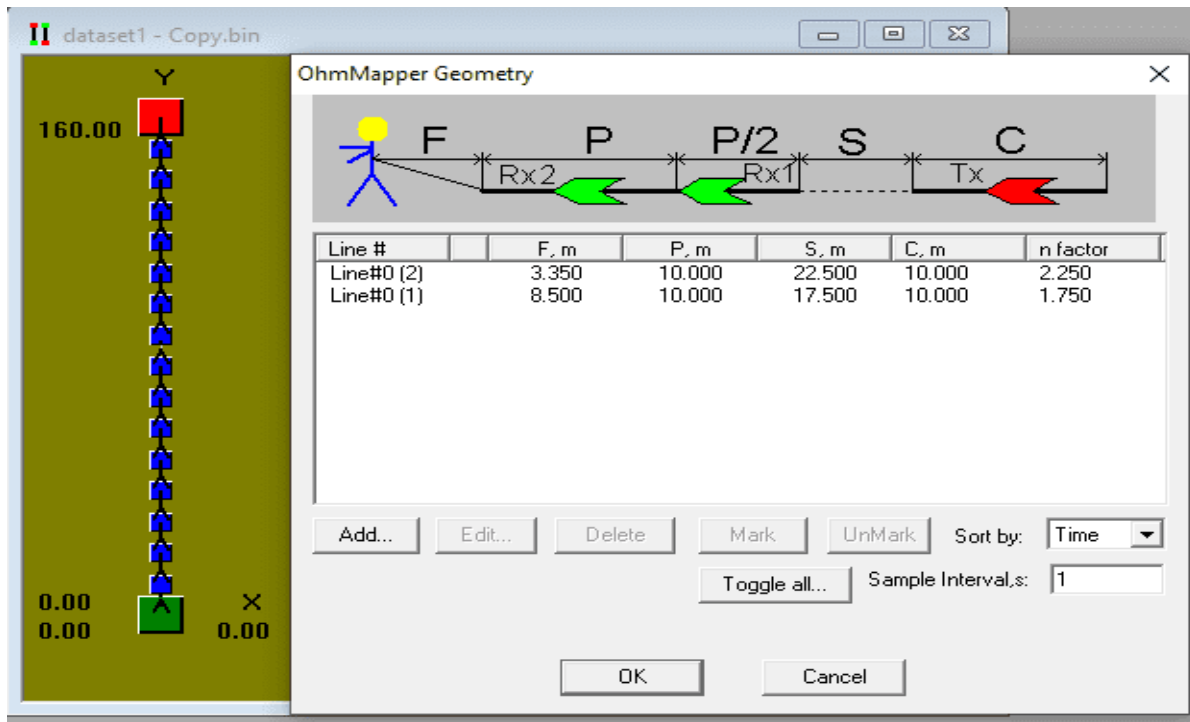 dataset1 - Copy.bin
Y
160.00
0.00 X
0.00 0.00
OhmMapper Geometry
F P P/2 S C
Rx2 Rx1 Tx
Line # F, m P, m S, m C, m n factor
Line#0 (2) 3.350 10.000 22.500 10.000 2.250
Line#0 (1) 8.500 10.000 17.500 10.000 1.750
Add... Edit... Delete Mark UnMark Sort by: Time
Toggle all... Sample Interval,s: 1
OK Cancel